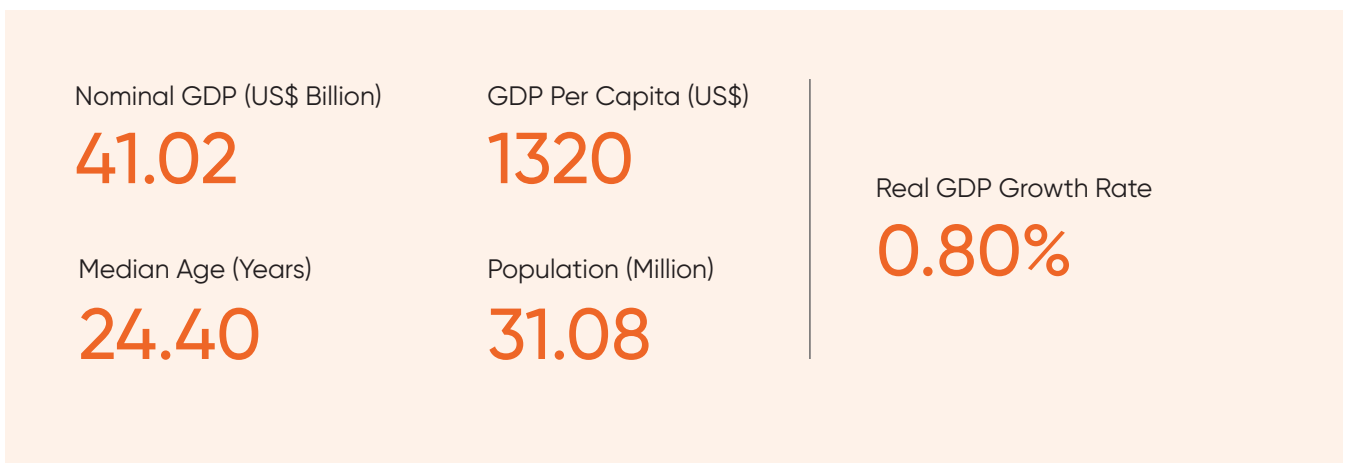 Nominal GDP (US$ Billion)
41.02
GDP Per Capita (US$)
1320
Median Age (Years)
24.40
Population (Million)
31.08
Real GDP Growth Rate
0.80%